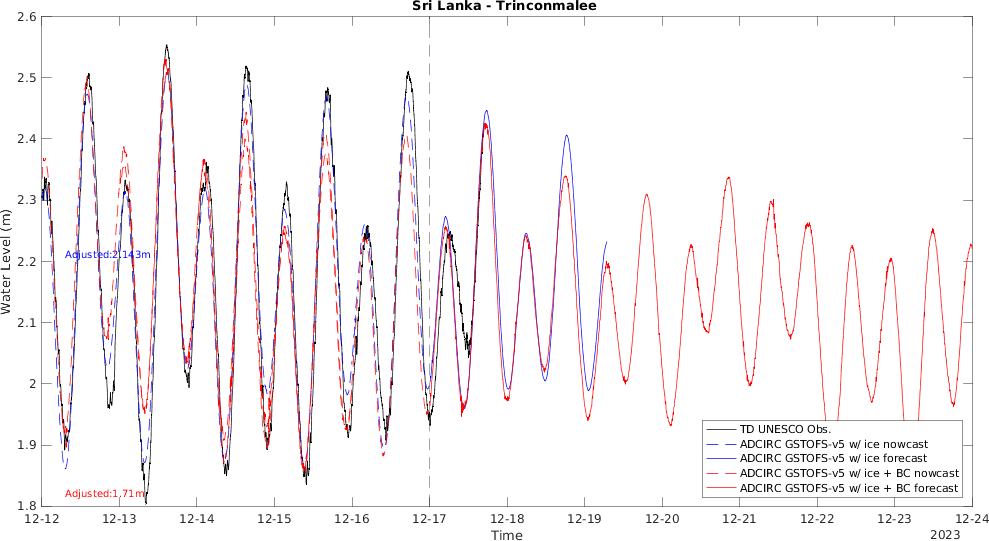 Sri Lanka - Trinconmalee
2.6
2.5
2.4
2.3
2.2
2.1
2
1.9
1.8
Water Level (m)
Adjusted:2.143m
Adjusted:1.71m
TD UNESCO Obs.
ADCIRC GSTOFS-v5 w/ ice nowcast
ADCIRC GSTOFS-v5 w/ ice forecast
ADCIRC GSTOFS-v5 w/ ice + BC nowcast
ADCIRC GSTOFS-v5 w/ ice + BC forecast
12-12 12-13 12-14 12-15 12-16 12-17 12-18 12-19 12-20 12-21 12-22 12-23 12-24
Time
2023